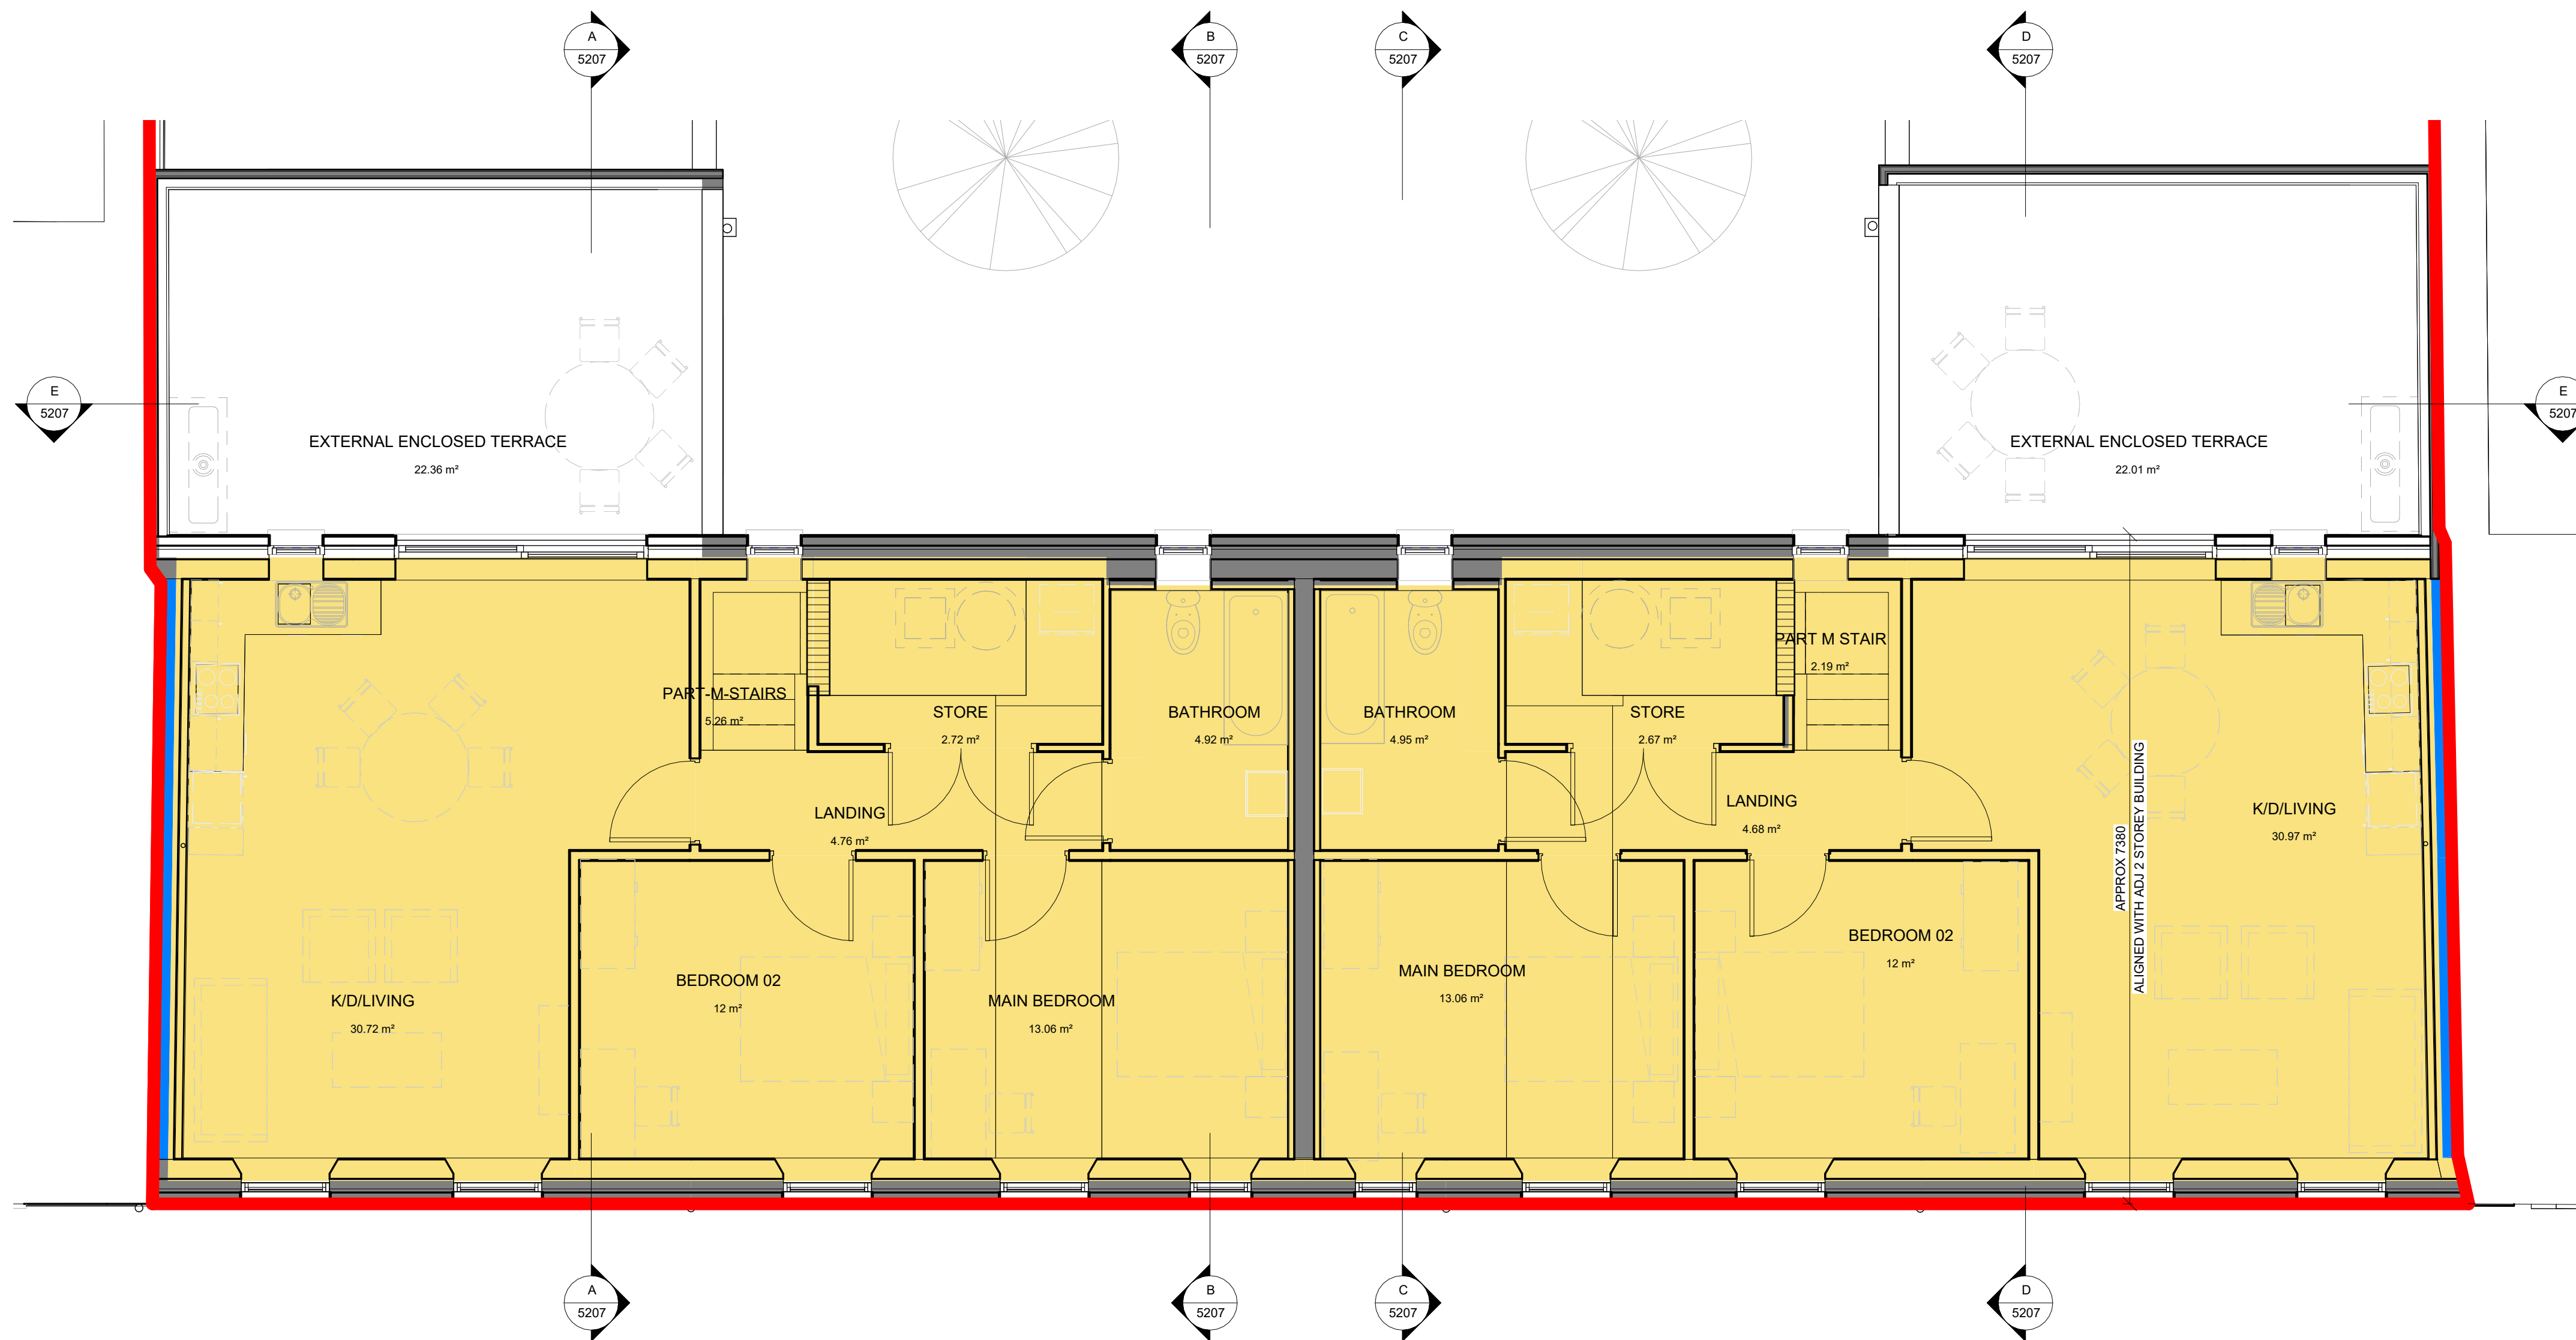 A
5207
B
5207
C
5207
D
5207
E
5207
E
5207
EXTERNAL ENCLOSED TERRACE
22.36 m²
EXTERNAL ENCLOSED TERRACE
22.01 m²
PART-M-STAIRS
5.26 m²
STORE
2.72 m²
BATHROOM
4.92 m²
BATHROOM
4.95 m²
STORE
2.67 m²
PART M STAIR
2.19 m²
LANDING
4.76 m²
LANDING
4.68 m²
K/D/LIVING
30.97 m²
APPROX 7380
ALIGNED WITH ADJ 2 STOREY BUILDING
K/D/LIVING
30.72 m²
BEDROOM 02
12 m²
MAIN BEDROOM
13.06 m²
MAIN BEDROOM
13.06 m²
BEDROOM 02
12 m²
A
5207
B
5207
C
5207
D
5207